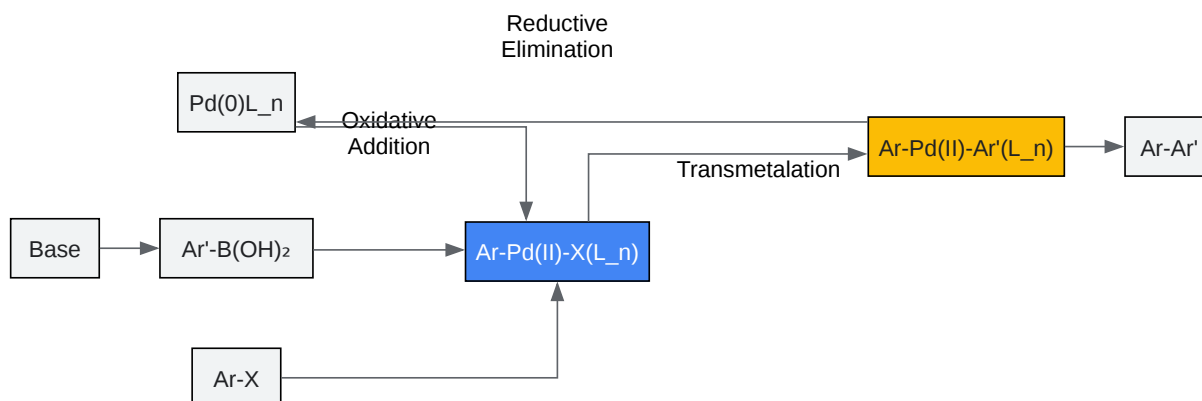 Reductive
Elimination
Pd(0)L_n
Oxidative
Addition
Ar-Pd(II)-Ar'(L_n)
Ar-Ar'
Transmetalation
Base
Ar'-B(OH)₂
Ar-Pd(II)-X(L_n)
Ar-X